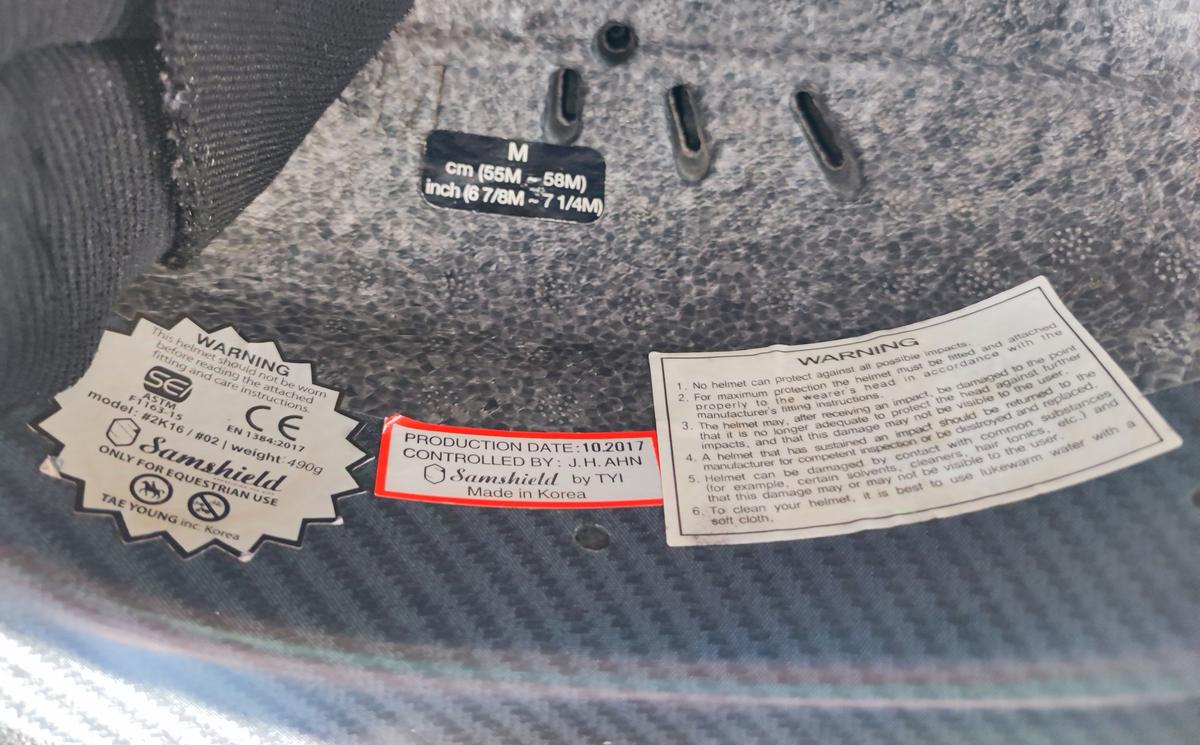 M
cm (55M ~ 58M)
inch (6 7/8M ~ 7 1/4M)
WARNING
This helmet should not be worn
before reading the attached
fitting and care instructions.
SEI
ASTM
F1163-15
CE
EN 1384:2017
model: #2K16 / #02 | weight: 490g
Samshield
ONLY FOR EQUESTRIAN USE
TAE YOUNG inc. Korea
PRODUCTION DATE: 10.2017
CONTROLLED BY : J.H. AHN
Samshield by TYI
Made in Korea
WARNING
1. No helmet can protect against all possible impacts.
2. For maximum protection the helmet must be fitted and attached
properly to the wearer's head in accordance with the
manufacturer's fitting instructions.
3. The helmet may, after receiving an impact, be damaged to the point
that it is no longer adequate to protect the head against further
impacts, and that this damage may not be visible to the user.
4. A helmet that has sustained an impact should be returned to the
manufacturer for competent inspection or be destroyed and replaced.
5. Helmet can be damaged by contact with common substances
(for example, certain solvents, cleaners, hair tonics, etc.) and
that this damage may or may not be visible to the user.
6. To clean your helmet, it is best to use lukewarm water with a
soft cloth.